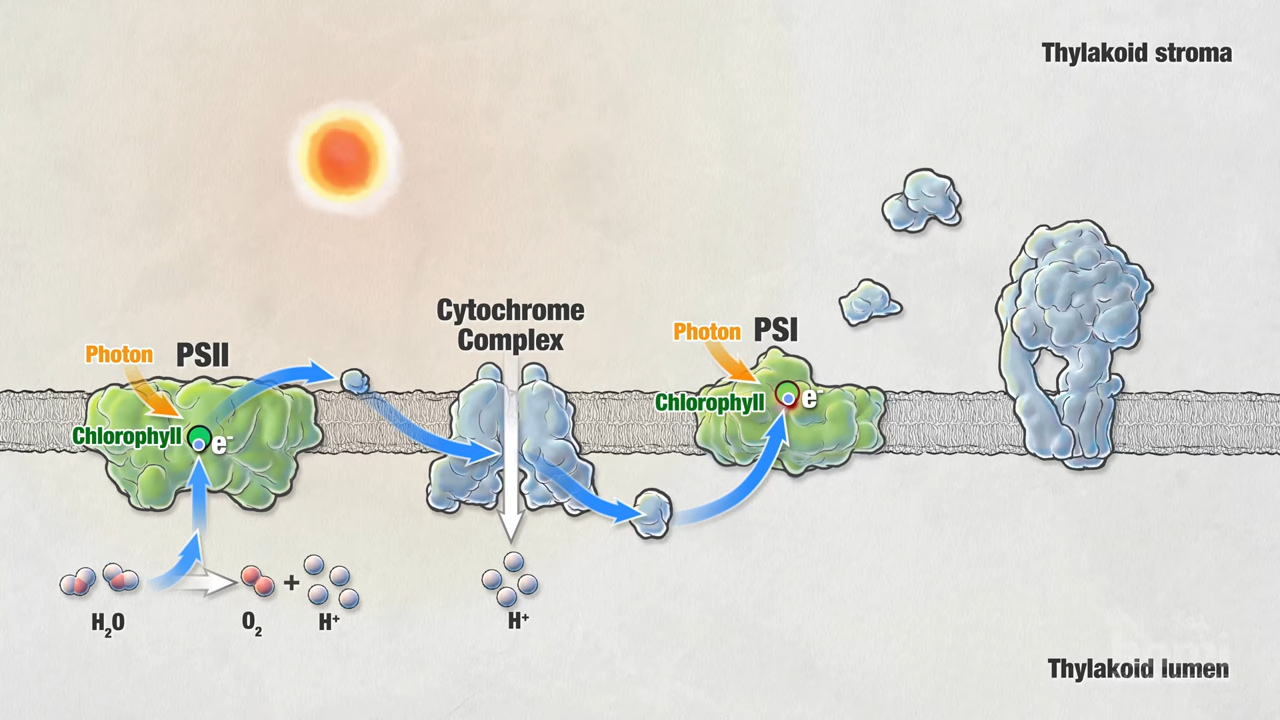 Thylakoid stroma
Cytochrome
Complex
Photon PSI
Photon PSII
Chlorophyll e
Chlorophyll e⁻
H₂O
O₂
+
H⁺
H⁺
Thylakoid lumen